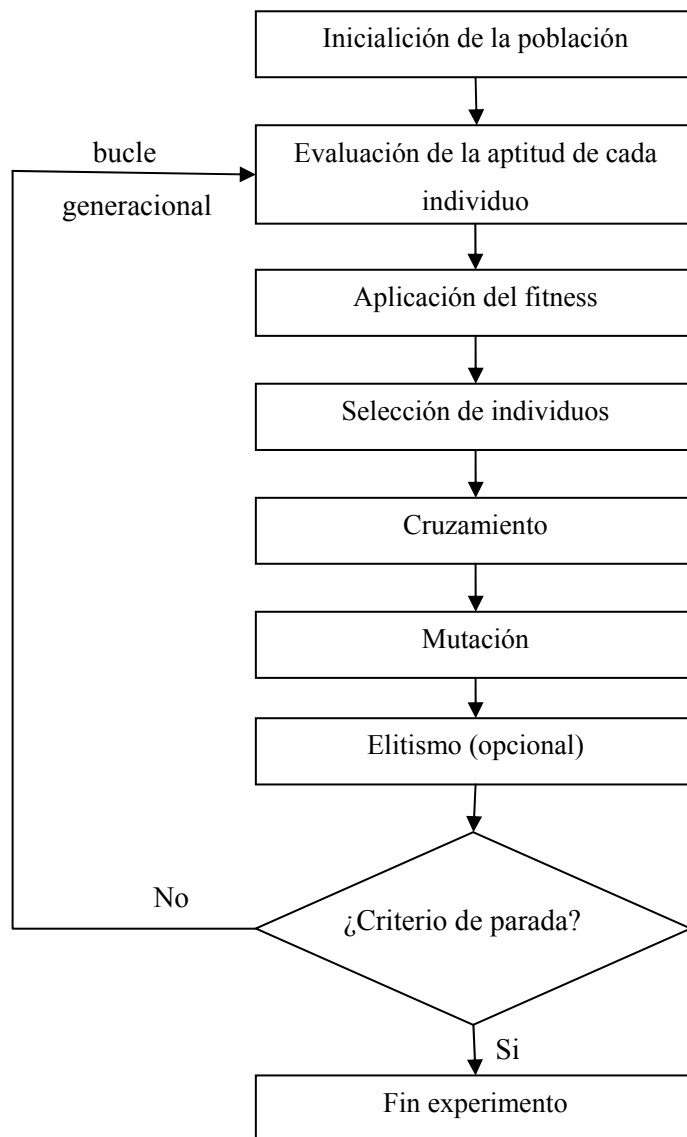 Inicialición de la población
bucle
generacional
Evaluación de la aptitud de cada
individuo
Aplicación del fitness
Selección de individuos
Cruzamiento
Mutación
Elitismo (opcional)
No
¿Criterio de parada?
Si
Fin experimento